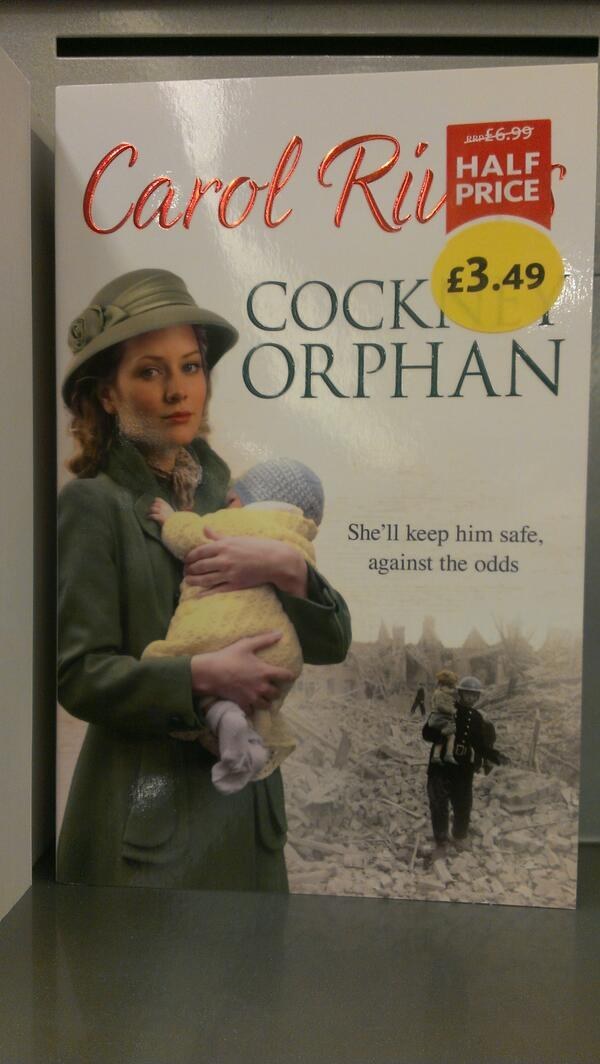 Carol
RRP £6.99
HALF
PRICE
£3.49
ORPHAN
She'll keep him safe,
against the odds